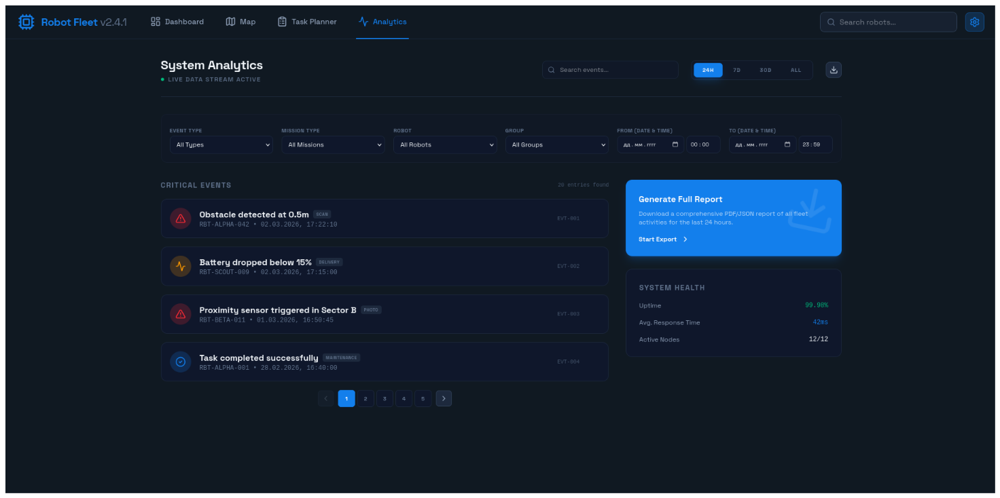 Robot Fleet v2.4.1
Dashboard
Map
Task Planner
Analytics
Search robots...
System Analytics
LIVE DATA STREAM ACTIVE
Search events...
24H
7D
30D
ALL
EVENT TYPE
MISSION TYPE
ROBOT
GROUP
FROM (DATE & TIME)
TO (DATE & TIME)
All Types
All Missions
All Robots
All Groups
дд.мм.гггг
00:00
дд.мм.гггг
23:59
CRITICAL EVENTS
20 entries found
Obstacle detected at 0.5m SCAN
RBT-ALPHA-042 • 02.03.2026, 17:22:10
EVT-001
Battery dropped below 15% DELIVERY
RBT-SCOUT-009 • 02.03.2026, 17:15:00
EVT-002
Proximity sensor triggered in Sector B PHOTO
RBT-BETA-011 • 01.03.2026, 16:50:45
EVT-003
Task completed successfully MAINTENANCE
RBT-ALPHA-001 • 28.02.2026, 16:40:00
EVT-004
1
2
3
4
5
Generate Full Report
Download a comprehensive PDF/JSON report of all fleet
activities for the last 24 hours.
Start Export
SYSTEM HEALTH
Uptime 99.98%
Avg. Response Time 42ms
Active Nodes 12/12